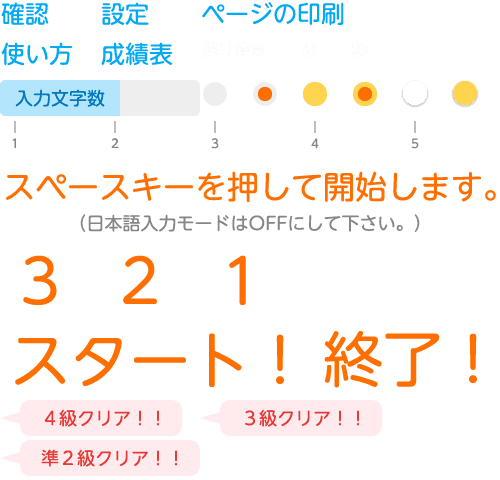 確認 設定 ページの印刷
使い方 成績表
入力文字数
1 2 3 4 5
スペースキーを押して開始します。
（日本語入力モードはOFFにして下さい。）
3 2 1
スタート！ 終了！
４級クリア！！ ３級クリア！！
準２級クリア！！